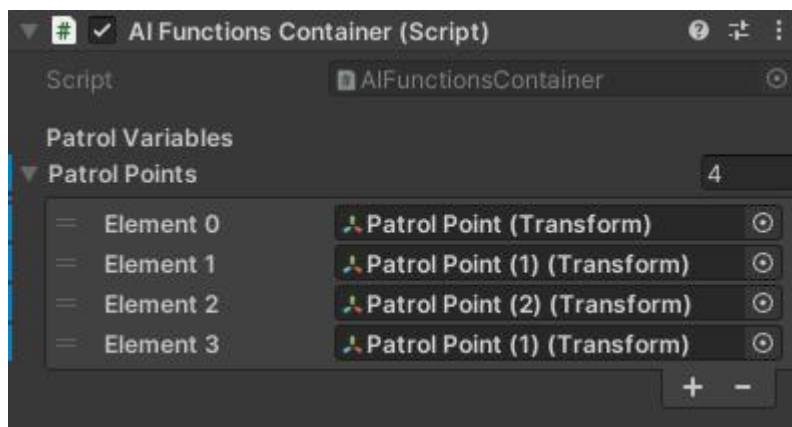 AI Functions Container (Script)
Script AIFunctionsContainer
Patrol Variables
Patrol Points 4
Element 0 Patrol Point (Transform)
Element 1 Patrol Point (1) (Transform)
Element 2 Patrol Point (2) (Transform)
Element 3 Patrol Point (1) (Transform)
+ -